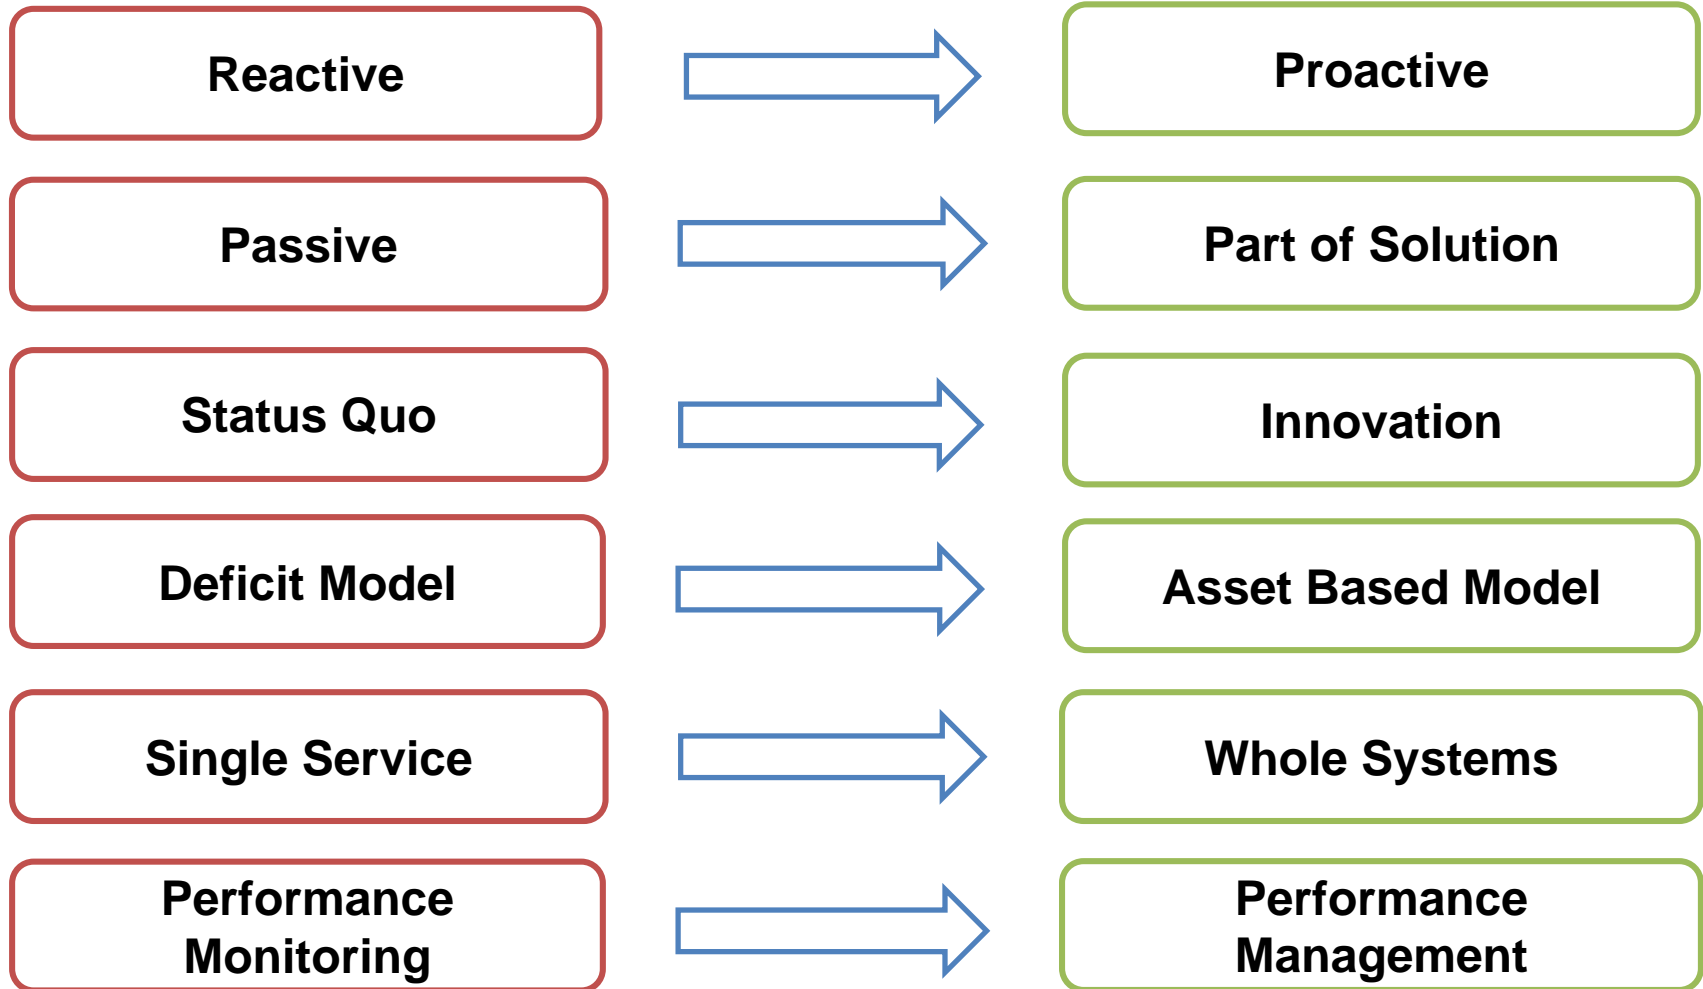 Reactive
Proactive
Passive
Part of Solution
Status Quo
Innovation
Deficit Model
Asset Based Model
Single Service
Whole Systems
Performance
Monitoring
Performance
Management